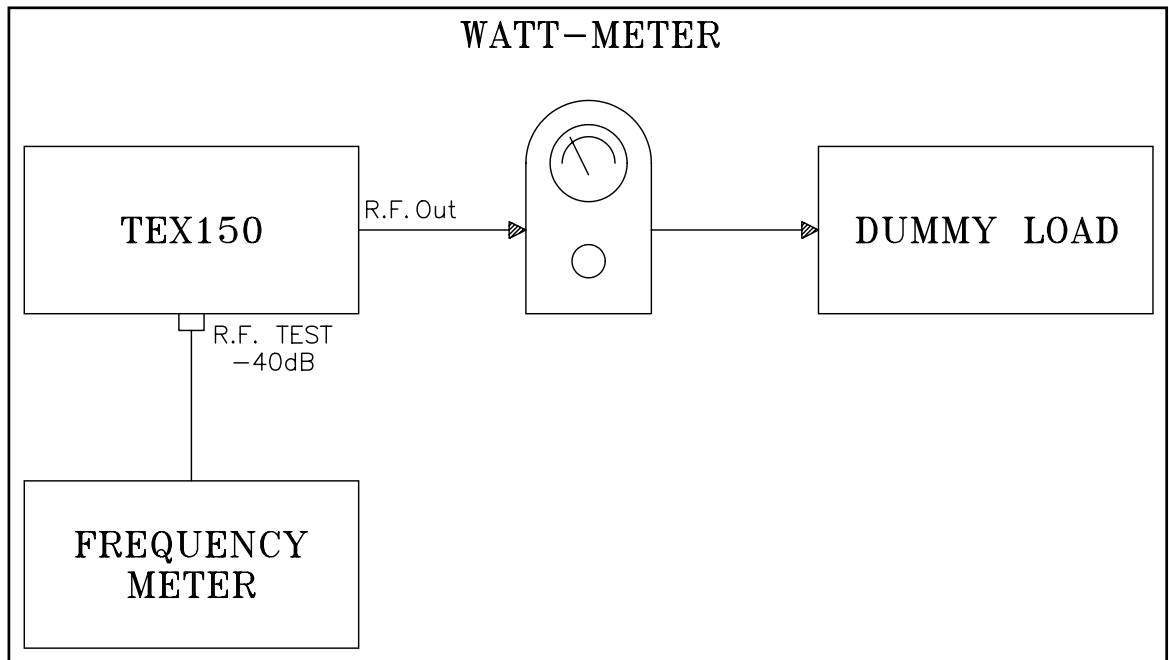 WATT-METER
TEX150
R.F. Out
DUMMY LOAD
R.F. TEST
-40dB
FREQUENCY
METER